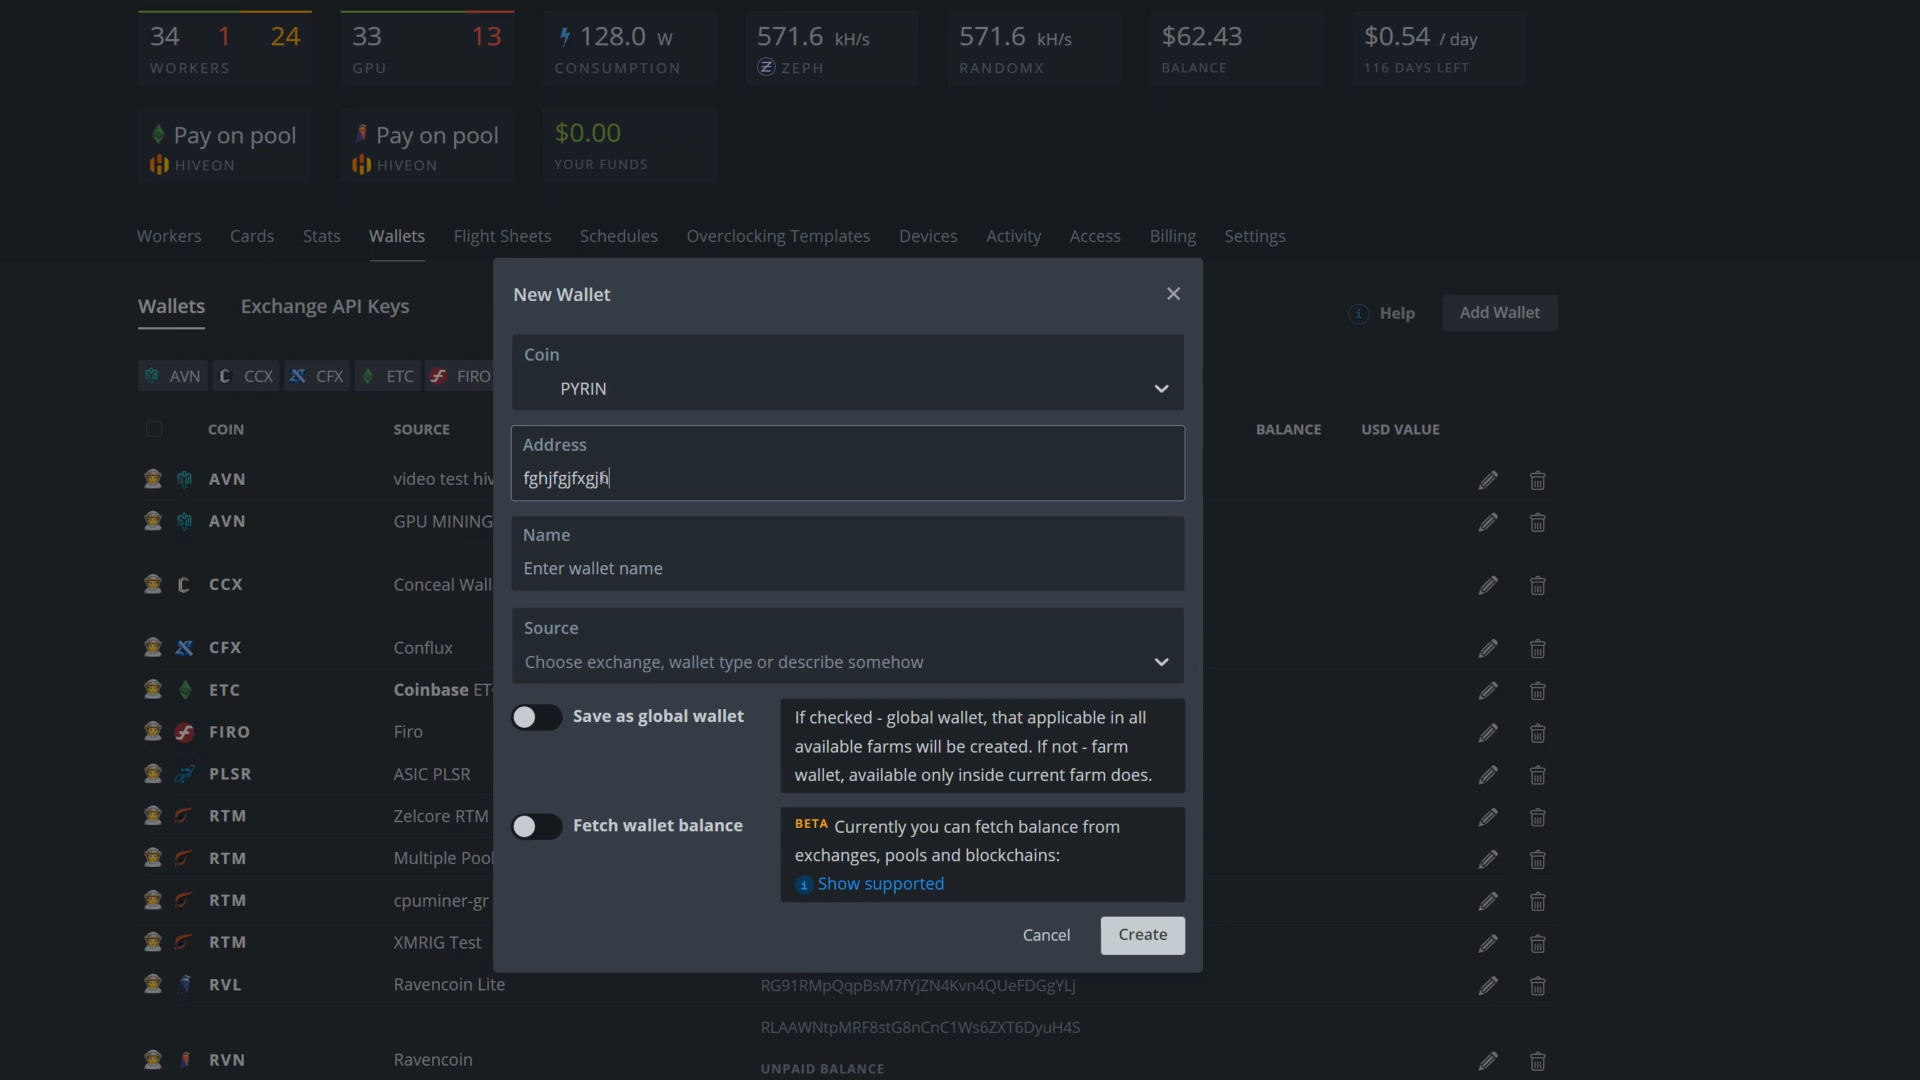 34 1 24
WORKERS
33 13
GPU
128.0 W
CONSUMPTION
571.6 kH/s
ZEPH
571.6 kH/s
RANDOMX
$62.43
BALANCE
$0.54 / day
116 DAYS LEFT
Pay on pool
HIVEON
Pay on pool
HIVEON
$0.00
YOUR FUNDS
Workers Cards Stats Wallets Flight Sheets Schedules Overclocking Templates Devices Activity Access Billing Settings
Wallets Exchange API Keys
Help Add Wallet
AVN CCX CFX ETC FIRO
COIN SOURCE BALANCE USD VALUE
AVN video test hiv
AVN GPU MINING
CCX Conceal Wall
CFX Conflux
ETC Coinbase ET
FIRO Firo
PLSR ASIC PLSR
RTM Zelcore RTM
RTM Multiple Pool
RTM cpuminer-gr
RTM XMRIG Test
RVL Ravencoin Lite RG91RMpQqpBsM7fYjZN4Kvn4QUeFDGgYLj
RLAAWNtpMRF8stG8nCnC1Ws6ZXT6DyuH4S
RVN Ravencoin
UNPAID BALANCE
New Wallet
Coin
PYRIN
Address
fghjfgjfxgjh
Name
Enter wallet name
Source
Choose exchange, wallet type or describe somehow
Save as global wallet
If checked - global wallet, that applicable in all
available farms will be created. If not - farm
wallet, available only inside current farm does.
Fetch wallet balance
BETA Currently you can fetch balance from
exchanges, pools and blockchains:
Show supported
Cancel Create